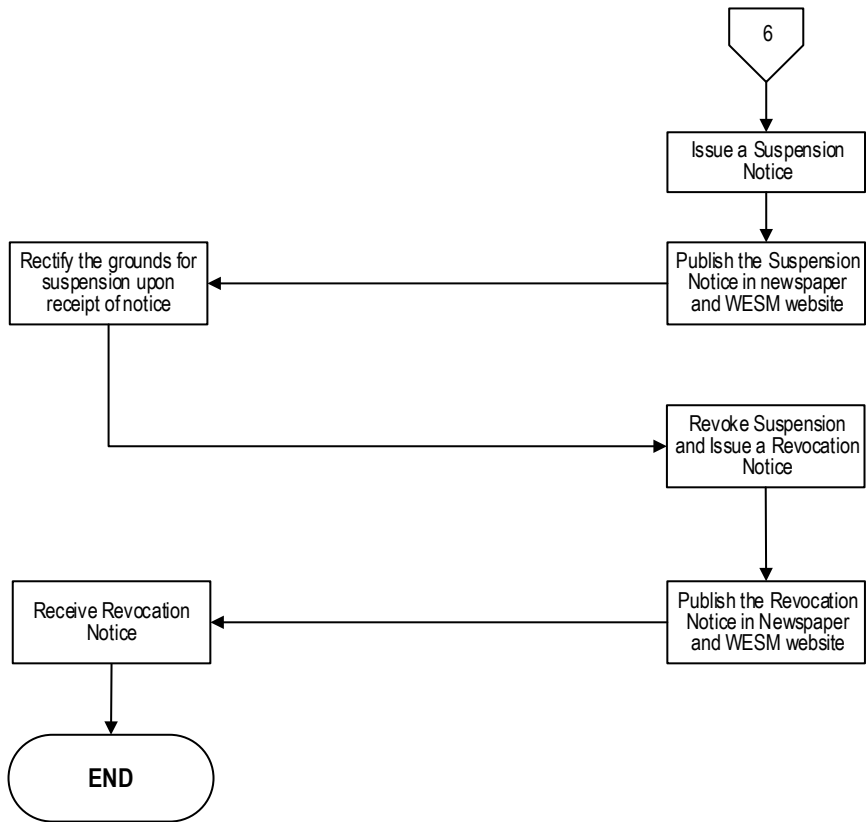 6
Issue a Suspension
Notice
Publish the Suspension
Notice in newspaper
and WESM website
Rectify the grounds for
suspension upon
receipt of notice
Revoke Suspension
and Issue a Revocation
Notice
Publish the Revocation
Notice in Newspaper
and WESM website
Receive Revocation
Notice
END